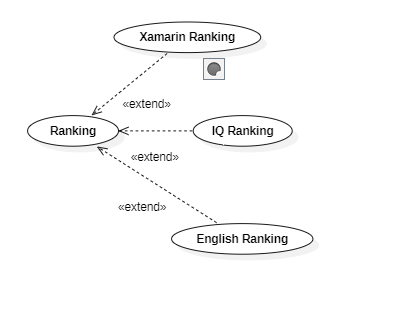 Xamarin Ranking
«extend»
Ranking
IQ Ranking
«extend»
«extend»
English Ranking